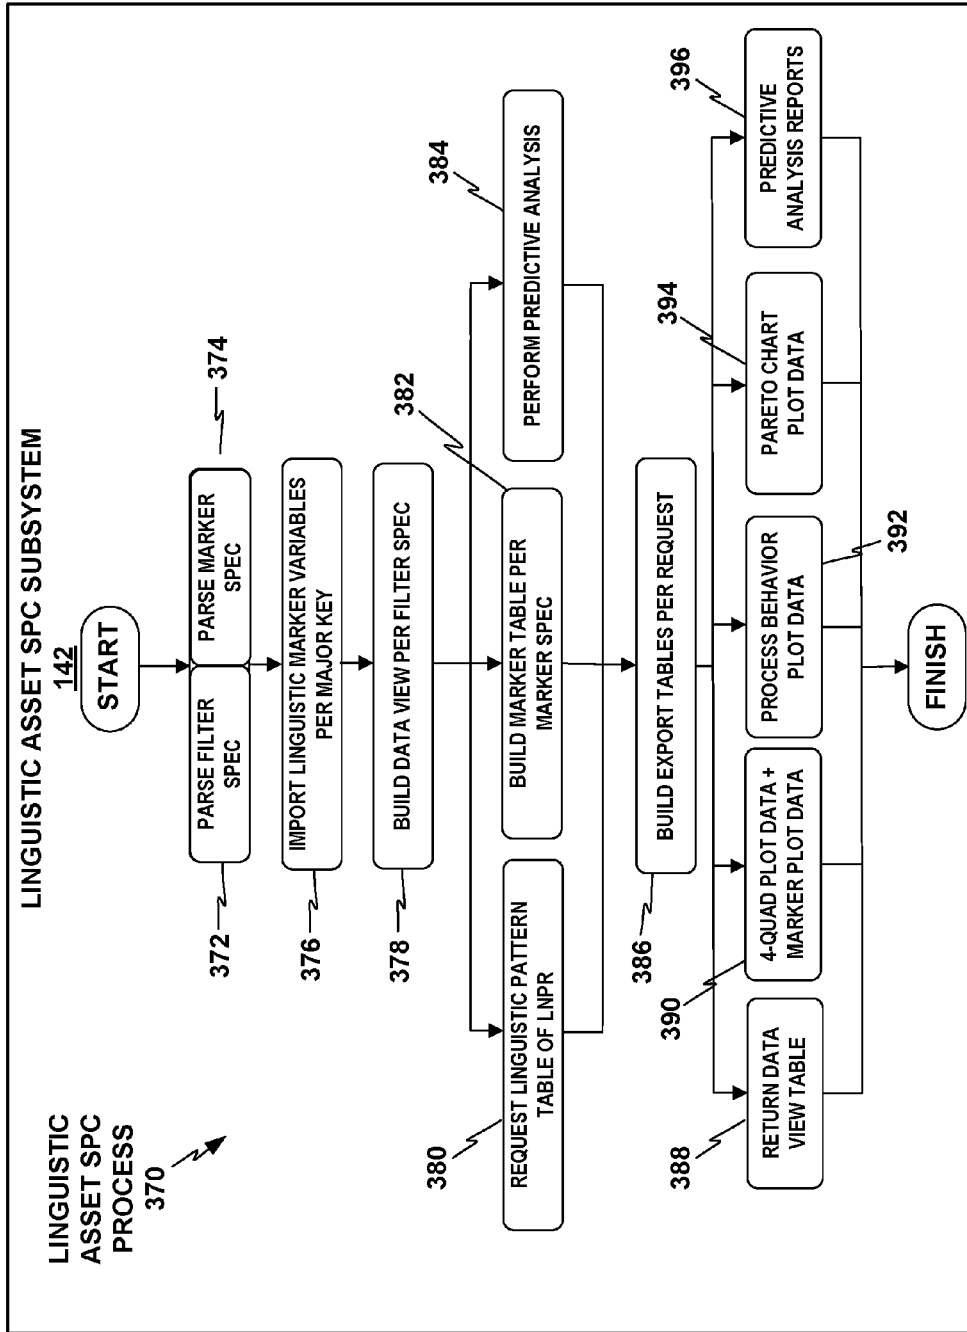 LINGUISTIC ASSET SPC SUBSYSTEM
142
LINGUISTIC
ASSET SPC
PROCESS
370
START
372
PARSE FILTER
SPEC
PARSE MARKER
SPEC
374
376
IMPORT LINGUISTIC MARKER VARIABLES
PER MAJOR KEY
378
BUILD DATA VIEW PER FILTER SPEC
380
REQUEST LINGUISTIC PATTERN
TABLE OF LNPR
382
BUILD MARKER TABLE PER
MARKER SPEC
384
PERFORM PREDICTIVE ANALYSIS
386
BUILD EXPORT TABLES PER REQUEST
388
RETURN DATA
VIEW TABLE
390
4-QUAD PLOT DATA +
MARKER PLOT DATA
PROCESS BEHAVIOR
PLOT DATA
392
394
PARETO CHART
PLOT DATA
396
PREDICTIVE
ANALYSIS REPORTS
FINISH